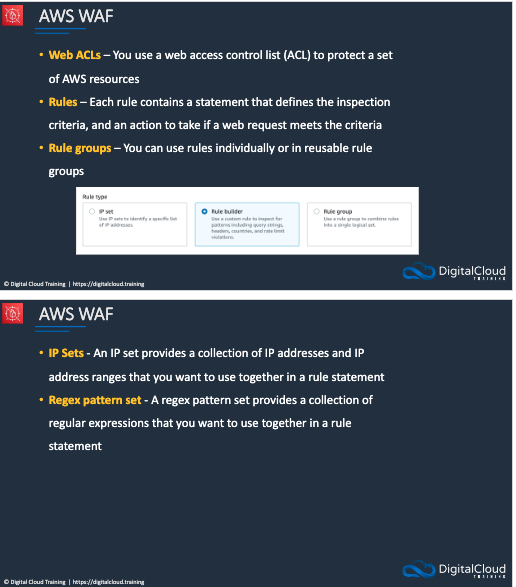 AWS WAF
• Web ACLs – You use a web access control list (ACL) to protect a set
of AWS resources
• Rules – Each rule contains a statement that defines the inspection
criteria, and an action to take if a web request meets the criteria
• Rule groups – You can use rules individually or in reusable rule
groups
Rule type
IP set
Use IP sets to identify a specific list
of IP addresses.
Rule builder
Use a custom rule to inspect for
patterns including query strings,
headers, countries, and rate limit
violations.
Rule group
Use a rule group to combine rules
into a single logical set.
DigitalCloud
TRAINING
© Digital Cloud Training | https://digitalcloud.training
AWS WAF
• IP Sets - An IP set provides a collection of IP addresses and IP
address ranges that you want to use together in a rule statement
• Regex pattern set - A regex pattern set provides a collection of
regular expressions that you want to use together in a rule
statement
DigitalCloud
TRAINING
© Digital Cloud Training | https://digitalcloud.training